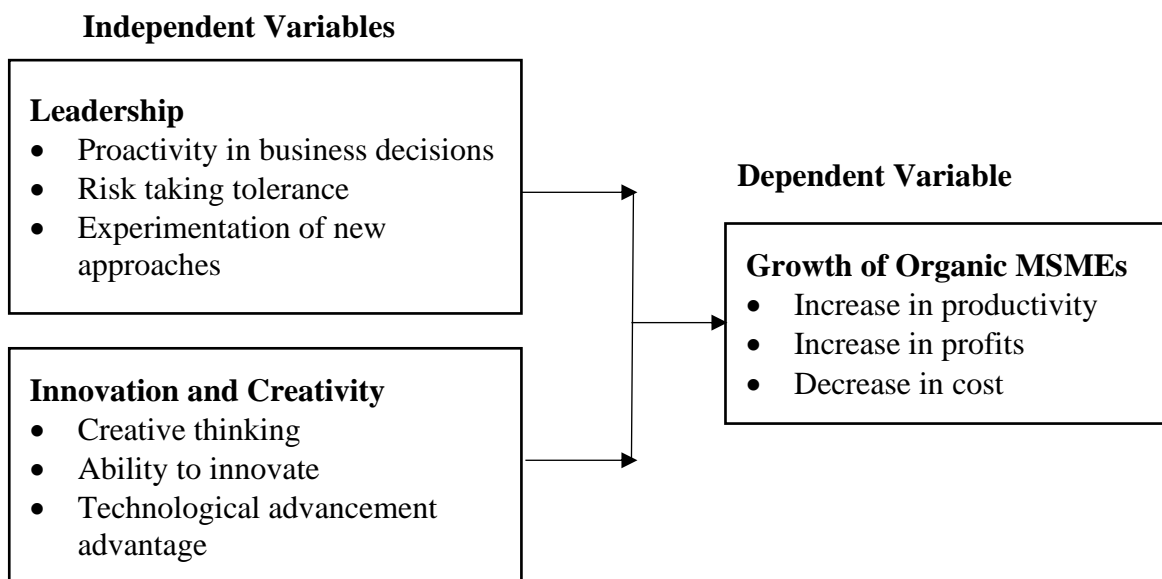 Independent Variables
Leadership
• Proactivity in business decisions
• Risk taking tolerance
• Experimentation of new
approaches
Innovation and Creativity
• Creative thinking
• Ability to innovate
• Technological advancement
advantage
Dependent Variable
Growth of Organic MSMEs
• Increase in productivity
• Increase in profits
• Decrease in cost